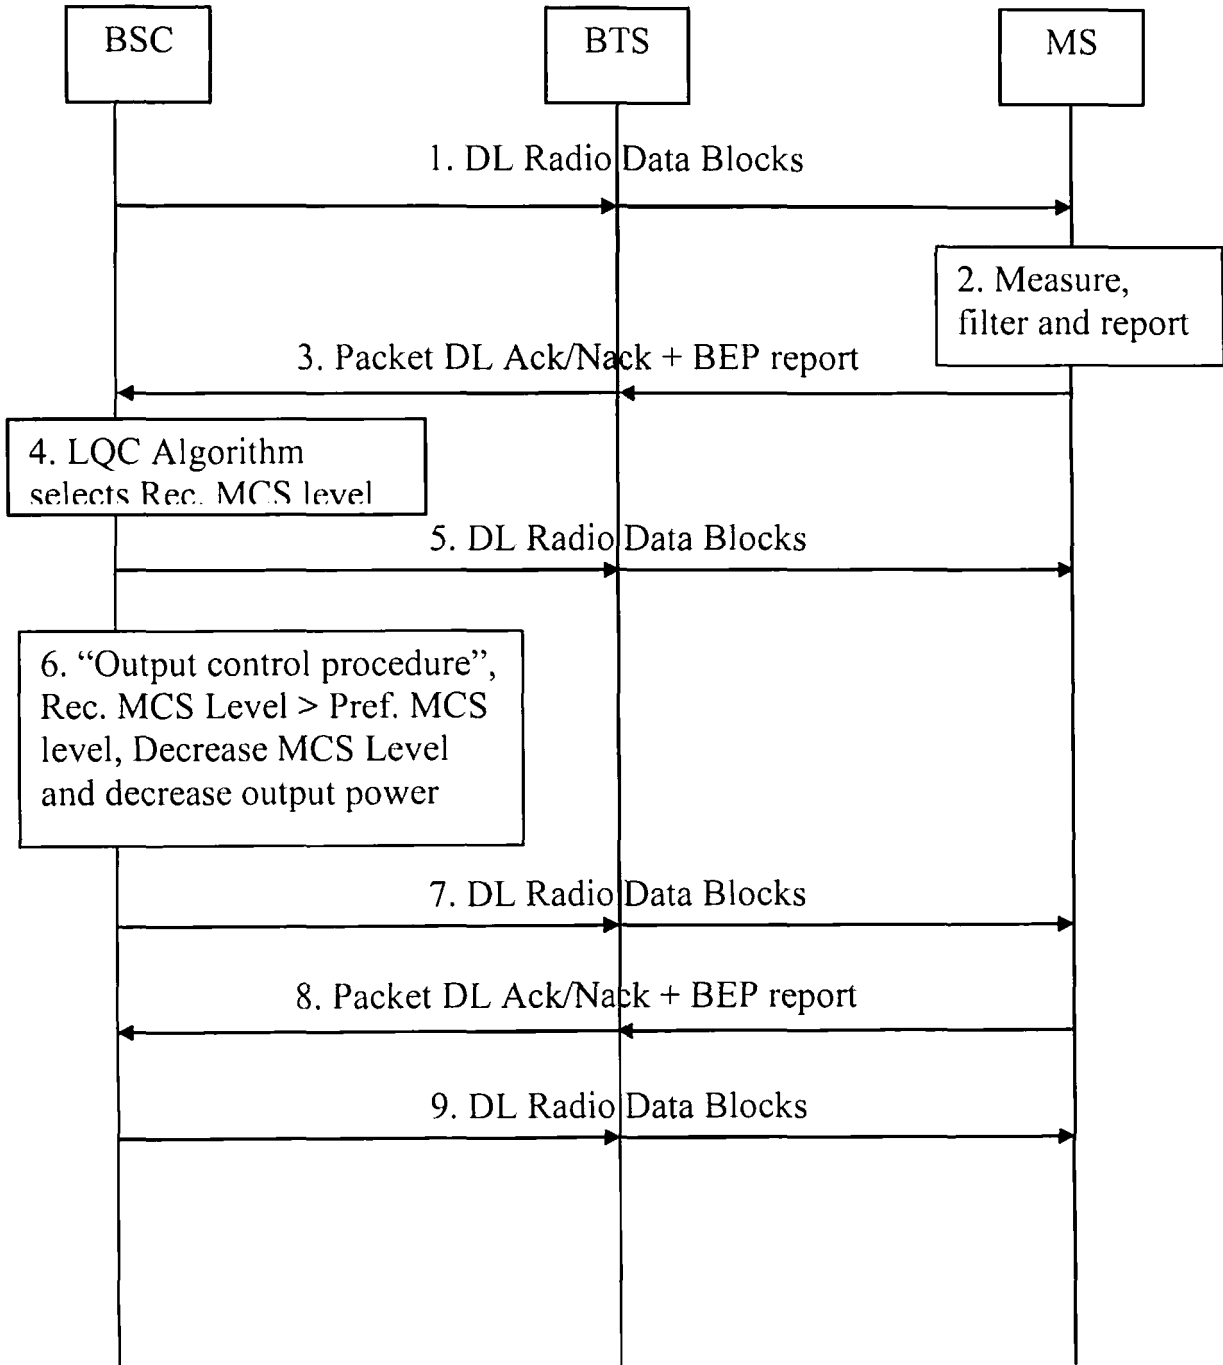 BSC
BTS
MS
1. DL Radio Data Blocks
2. Measure,
filter and report
3. Packet DL Ack/Nack + BEP report
4. LQC Algorithm
selects Rec. MCS level
5. DL Radio Data Blocks
6. “Output control procedure”,
Rec. MCS Level > Pref. MCS
level, Decrease MCS Level
and decrease output power
7. DL Radio Data Blocks
8. Packet DL Ack/Nack + BEP report
9. DL Radio Data Blocks